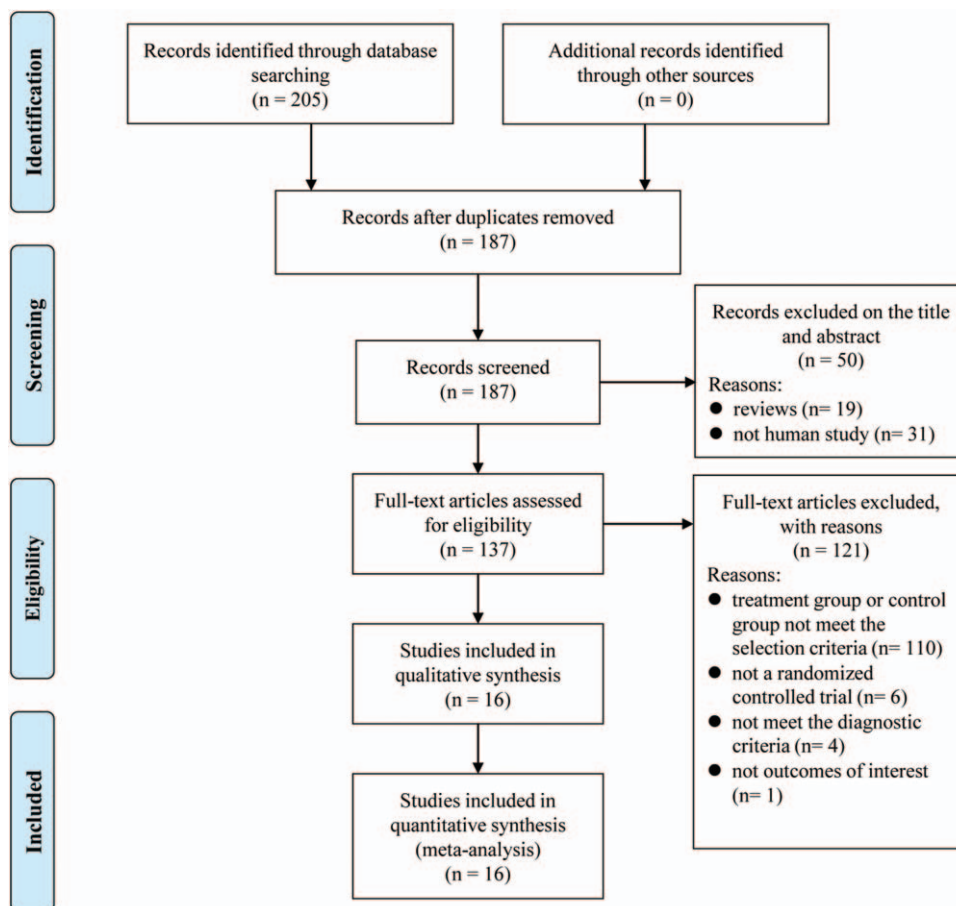 Identification
Records identified through database
searching
(n = 205)
Additional records identified
through other sources
(n = 0)
Records after duplicates removed
(n = 187)
Screening
Records screened
(n = 187)
Records excluded on the title
and abstract
(n = 50)
Reasons:
● reviews (n= 19)
● not human study (n= 31)
Eligibility
Full-text articles assessed
for eligibility
(n = 137)
Full-text articles excluded,
with reasons
(n = 121)
Reasons:
● treatment group or control
group not meet the
selection criteria (n= 110)
● not a randomized
controlled trial (n= 6)
● not meet the diagnostic
criteria (n= 4)
● not outcomes of interest
(n= 1)
Studies included in
qualitative synthesis
(n = 16)
Included
Studies included in
quantitative synthesis
(meta-analysis)
(n = 16)